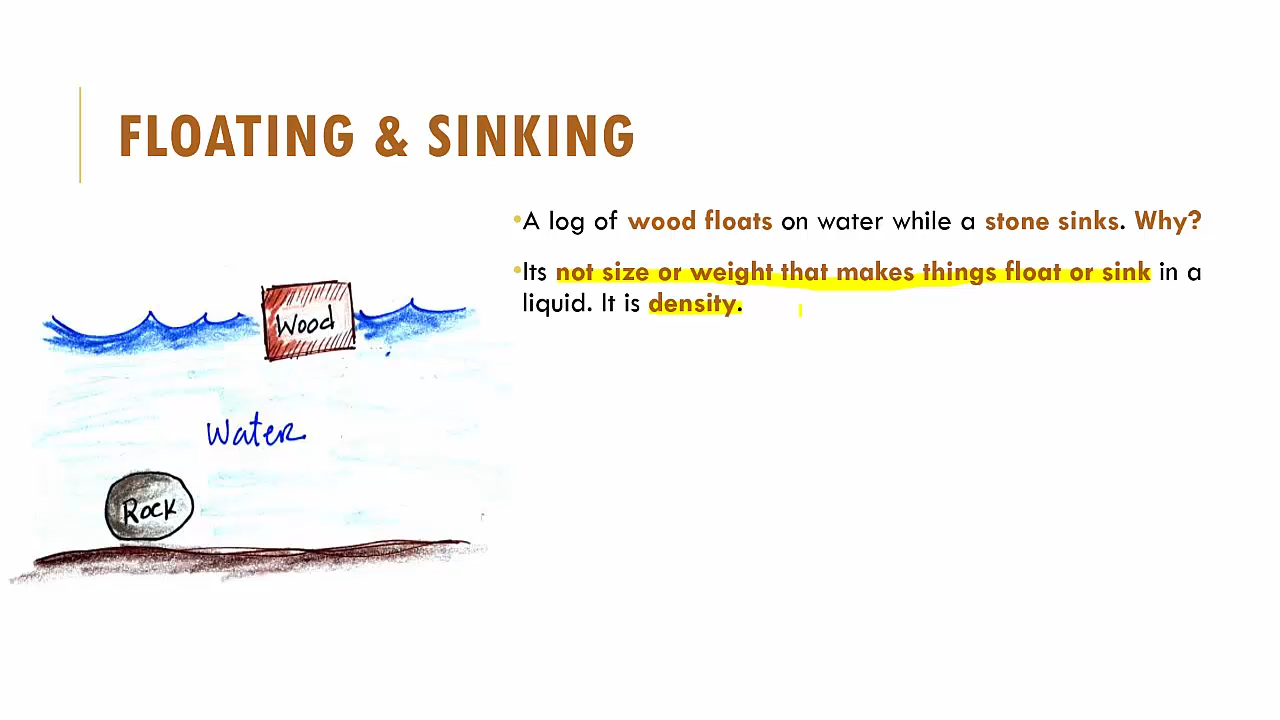 FLOATING & SINKING
•A log of wood floats on water while a stone sinks. Why?
•Its not size or weight that makes things float or sink in a
liquid. It is density.
Wood
Water
Rock